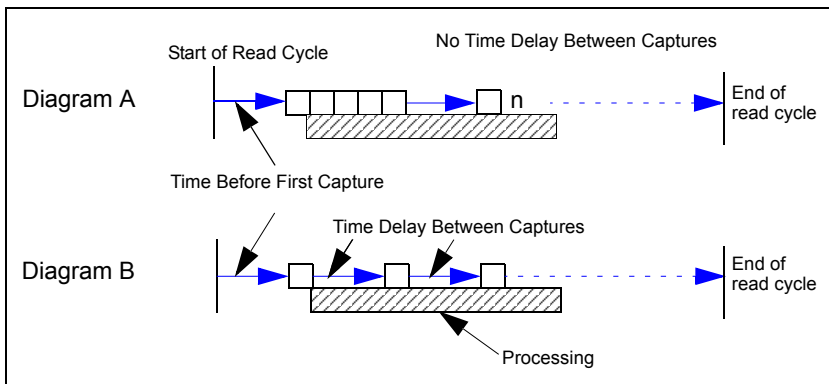 No Time Delay Between Captures
Start of Read Cycle
Diagram A
n
End of
read cycle
Time Before First Capture
Time Delay Between Captures
Diagram B
End of
read cycle
Processing